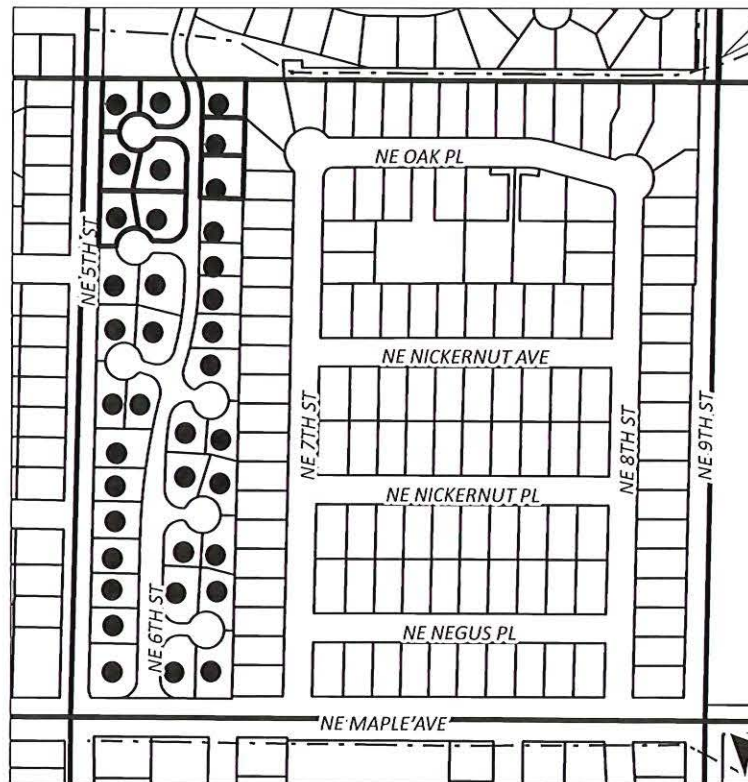 NE OAK PL
NE 5TH ST
NE NICKERNUT AVE
NE 7TH ST
NE 8TH ST
NE 9TH ST
NE NICKERNUT PL
NE 6TH ST
NE NEGUS PL
NE MAPLE AVE